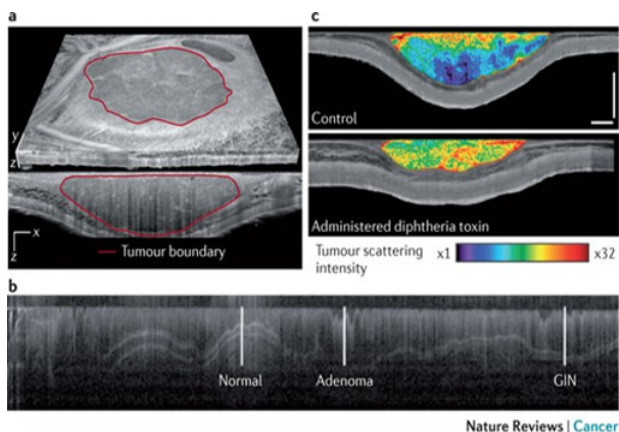 a
c
y
z
x
z
Tumour boundary
Control
Administered diphtheria toxin
Tumour scattering
intensity
x1
x32
b
Normal
Adenoma
GIN
Nature Reviews | Cancer